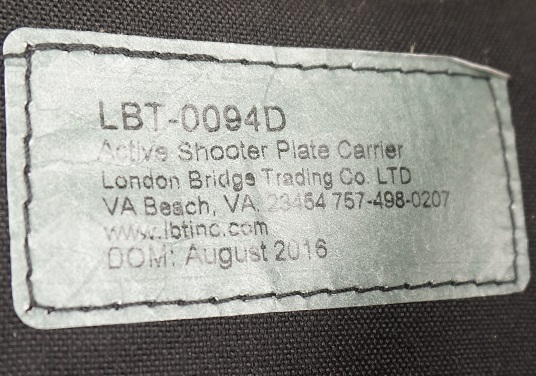 LBT-0094D
Active Shooter Plate Carrier
London Bridge Trading Co. LTD
VA Beach, VA 23454 757-498-0207
www.lbtinc.com
DOM: August 2016